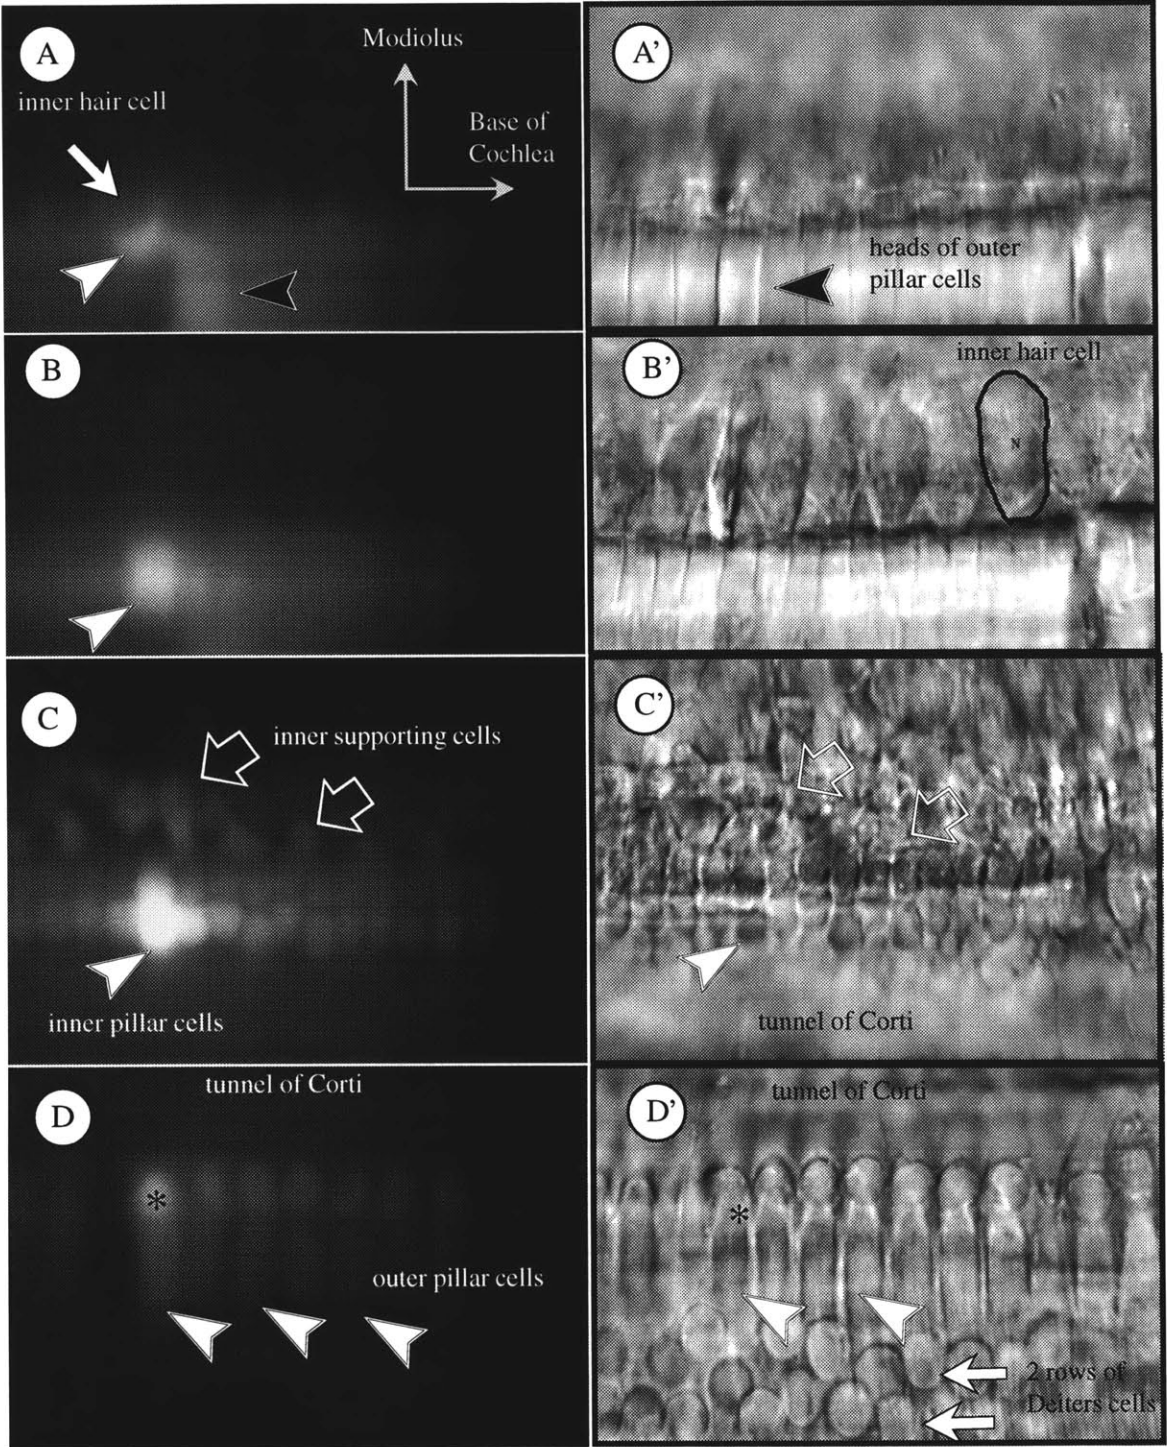 A
Modiolus
inner hair cell
Base of
Cochlea
A'
heads of outer
pillar cells
B
B'
inner hair cell
N
C
inner supporting cells
inner pillar cells
C'
tunnel of Corti
D
tunnel of Corti
*
outer pillar cells
D'
tunnel of Corti
*
2 rows of
Deiters cells